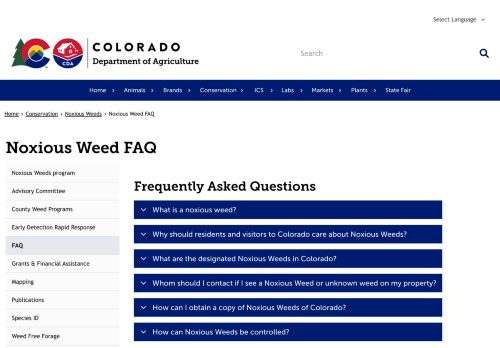 Select Language
COLORADO
Department of Agriculture
CO
CDA
Search
Home > Animals > Brands > Conservation > ICS > Labs > Markets > Plants > State Fair
Home › Conservation › Noxious Weeds › Noxious Weed FAQ
Noxious Weed FAQ
Noxious Weeds program
Advisory Committee
County Weed Programs
Early Detection Rapid Response
FAQ
Grants & Financial Assistance
Mapping
Publications
Species ID
Weed Free Forage
Frequently Asked Questions
What is a noxious weed?
Why should residents and visitors to Colorado care about Noxious Weeds?
What are the designated Noxious Weeds in Colorado?
Whom should I contact if I see a Noxious Weed or unknown weed on my property?
How can I obtain a copy of Noxious Weeds of Colorado?
How can Noxious Weeds be controlled?